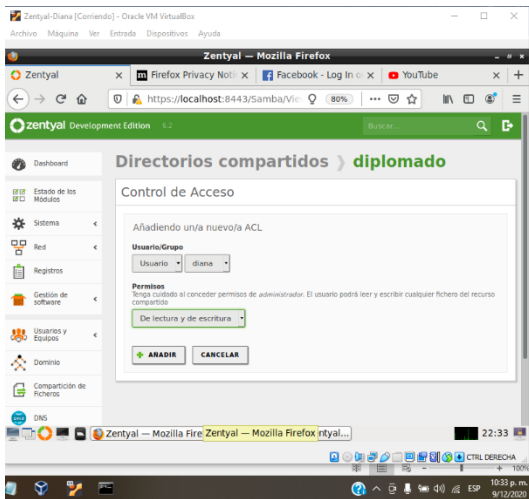 Zentyal-Diana [Corriendo] - Oracle VM VirtualBox
Archivo Máquina Ver Entrada Dispositivos Ayuda
Zentyal — Mozilla Firefox
Zentyal
Firefox Privacy Notic
Facebook - Log In o
YouTube
https://localhost:8443/Samba/Vie
80%
zentyal Development Edition 6.2
Buscar...
Dashboard
Estado de los
Módulos
Sistema
Red
Registros
Gestión de
software
Usuarios y
Equipos
Dominio
Compartición de
Ficheros
DNS
Directorios compartidos
diplomado
Control de Acceso
Añadiendo un/a nuevo/a ACL
Usuario/Grupo
Usuario
diana
Permisos
Tenga cuidado al conceder permisos de administrador. El usuario podrá leer y escribir cualquier fichero del recurso
compartido
De lectura y de escritura
AÑADIR
CANCELAR
Zentyal — Mozilla Fire
Zentyal — Mozilla Firefox
ntyal...]
22:33
CTRL DERECHA
100%
ESP
10:33 p. m.
9/12/2020